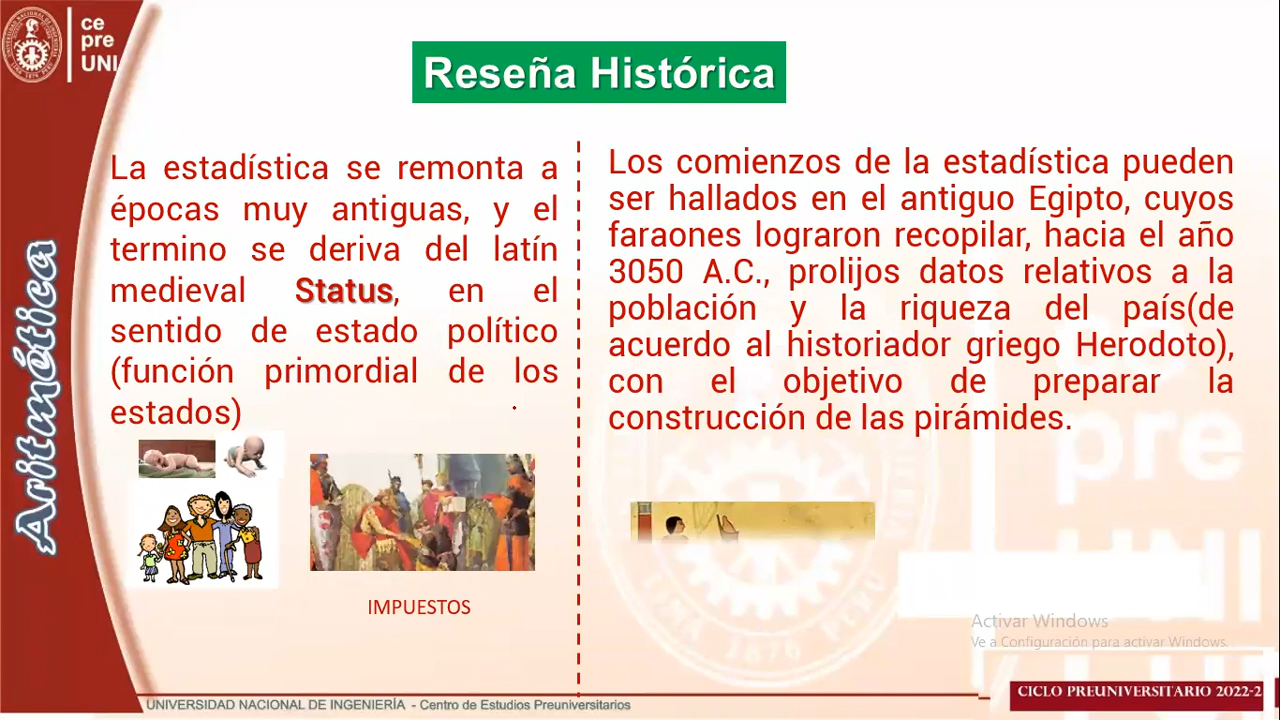 ce
pre
UNI
Reseña Histórica
La estadística se remonta a
épocas muy antiguas, y el
termino se deriva del latín
medieval Status, en el
sentido de estado político
(función primordial de los
estados)
IMPUESTOS
Los comienzos de la estadística pueden
ser hallados en el antiguo Egipto, cuyos
faraones lograron recopilar, hacia el año
3050 A.C., prolijos datos relativos a la
población y la riqueza del país(de
acuerdo al historiador griego Herodoto),
con el objetivo de preparar la
construcción de las pirámides.
Aritmética
pre
1876
Activar Windows
Ve a Configuración para activar Windows.
UNIVERSIDAD NACIONAL DE INGENIERÍA - Centro de Estudios Preuniversitarios
CICLO PREUNIVERSITARIO 2022-2